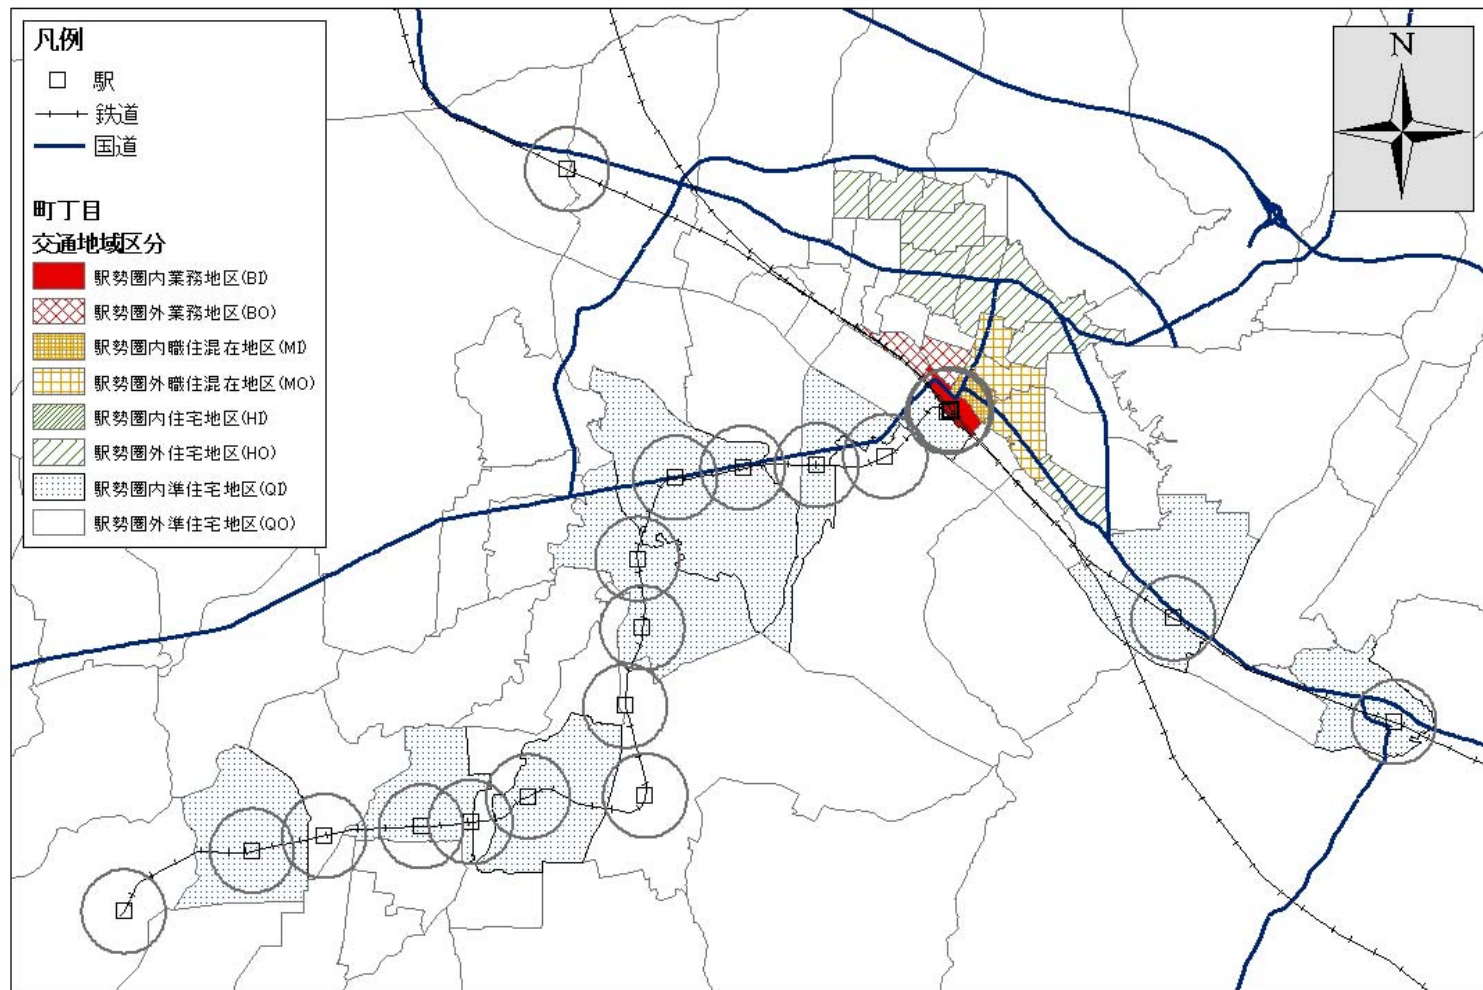 凡例
駅
鉄道
国道
町丁目
交通地域区分
駅勢圏内業務地区(BI)
駅勢圏外業務地区(BO)
駅勢圏内職住混在地区(MI)
駅勢圏外職住混在地区(MO)
駅勢圏内住宅地区(HI)
駅勢圏外住宅地区(HO)
駅勢圏内準住宅地区(QI)
駅勢圏外準住宅地区(QO)
N